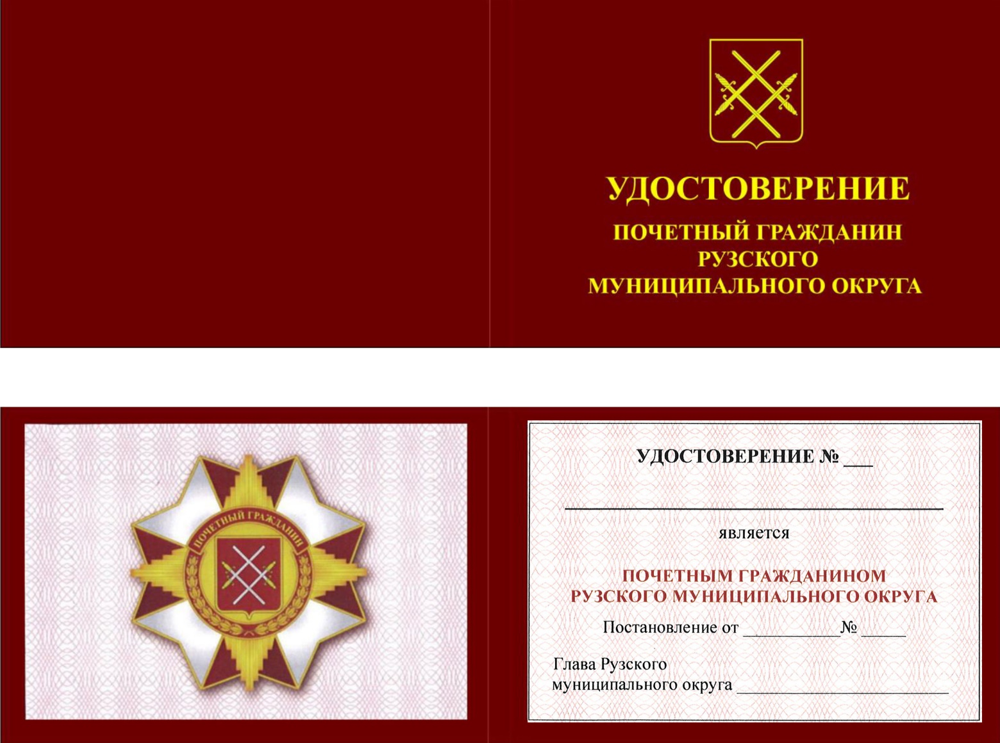 УДОСТОВЕРЕНИЕ
ПОЧЕТНЫЙ ГРАЖДАНИН
РУЗСКОГО
МУНИЦИПАЛЬНОГО ОКРУГА
ПОЧЕТНЫЙ ГРАЖДАНИН
УДОСТОВЕРЕНИЕ № ___
является
ПОЧЕТНЫМ ГРАЖДАНИНОМ
РУЗСКОГО МУНИЦИПАЛЬНОГО ОКРУГА
Постановление от ___________№ _____
Глава Рузского
муниципального округа ________________________